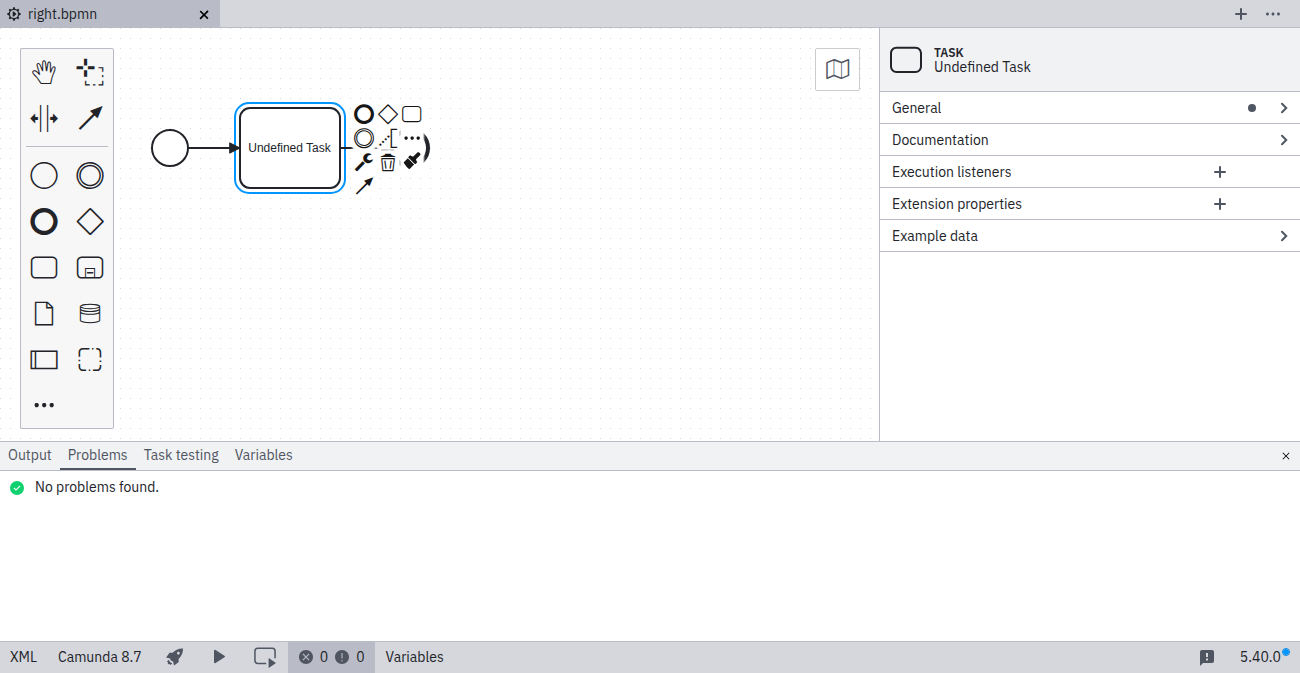 right.bpmn
TASK
Undefined Task
General
Documentation
Execution listeners
Extension properties
Example data
Undefined Task
Output Problems Task testing Variables
No problems found.
XML Camunda 8.7 0 0 Variables 5.40.0